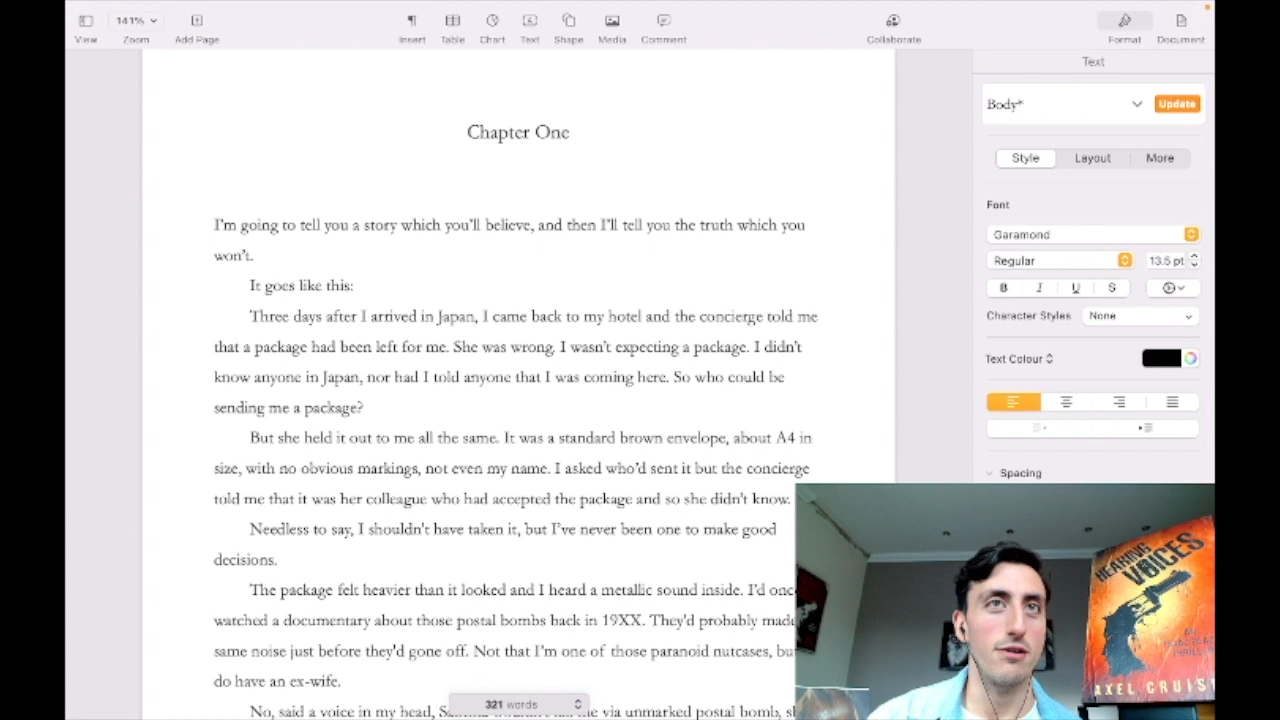 141%
View
Zoom
Add Page
Insert
Table
Chart
Text
Shape
Media
Comment
Collaborate
Format
Document
Text
Body*
Update
Style
Layout
More
Font
Garamond
Regular
13.5 pt
B I U S
Character Styles
None
Text Colour
Spacing
Chapter One
I'm going to tell you a story which you'll believe, and then I'll tell you the truth which you
won't.
It goes like this:
Three days after I arrived in Japan, I came back to my hotel and the concierge told me
that a package had been left for me. She was wrong. I wasn't expecting a package. I didn't
know anyone in Japan, nor had I told anyone that I was coming here. So who could be
sending me a package?
But she held it out to me all the same. It was a standard brown envelope, about A4 in
size, with no obvious markings, not even my name. I asked who'd sent it but the concierge
told me that it was her colleague who had accepted the package and so she didn't know.
Needless to say, I shouldn't have taken it, but I've never been one to make good
decisions.
The package felt heavier than it looked and I heard a metallic sound inside. I'd onc
watched a documentary about those postal bombs back in 19XX. They'd probably made
same noise just before they'd gone off. Not that I'm one of those paranoid nutcases, bu
do have an ex-wife.
No, said a voice in my head, via unmarked postal bomb,
321 words
HEARING
VOICES
AXEL CRUIS